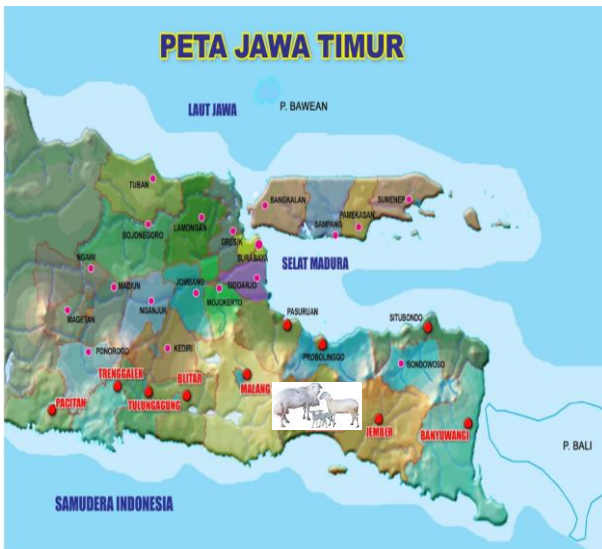 PETA JAWA TIMUR
LAUT JAWA
P. BAWEAN
TUBAN
BANGKALAN
SUMENEP
SAMPANG
PAMEKASAN
LAMONGAN
BOJONEGORO
GRESIK
SURABAYA
SELAT MADURA
NGAWI
MADIUN
JOMBANG
SIDOARJO
MOJOKERTO
NGANJUK
MAGETAN
PASURUAN
SITUBONDO
PROBOLINGGO
PONOROGO
KEDIRI
BONDOWOSO
TRENGGALEK
BLITAR
MALANG
PACITAN
TULUNGAGUNG
JEMBER
BANYUWANGI
P. BALI
SAMUDERA INDONESIA